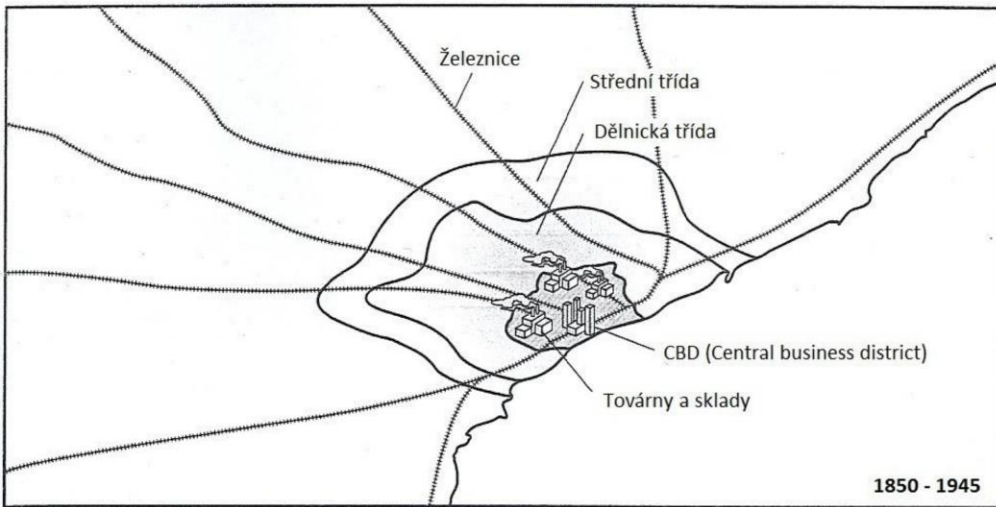 Železnice
Střední třída
Dělnická třída
CBD (Central business district)
Továrny a sklady
1850 - 1945